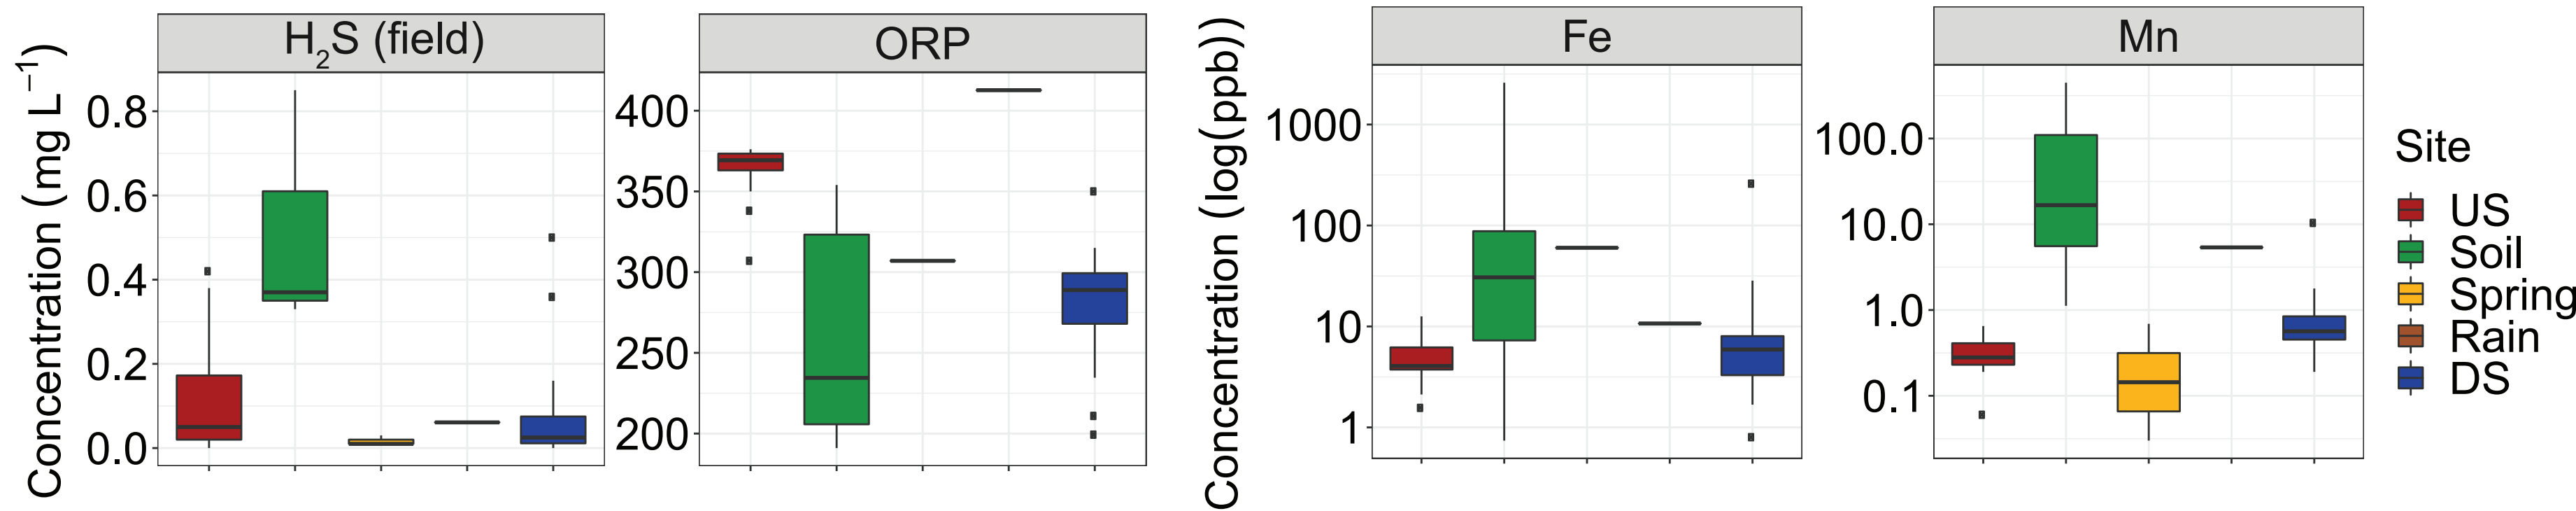 Concentration (mg L⁻¹)
H₂S (field)
0.8
0.6
0.4
0.2
0.0
ORP
400
350
300
250
200
Concentration (log(ppb))
Fe
1000
100
10
1
Mn
100.0
10.0
1.0
0.1
Site
US
Soil
Spring
Rain
DS